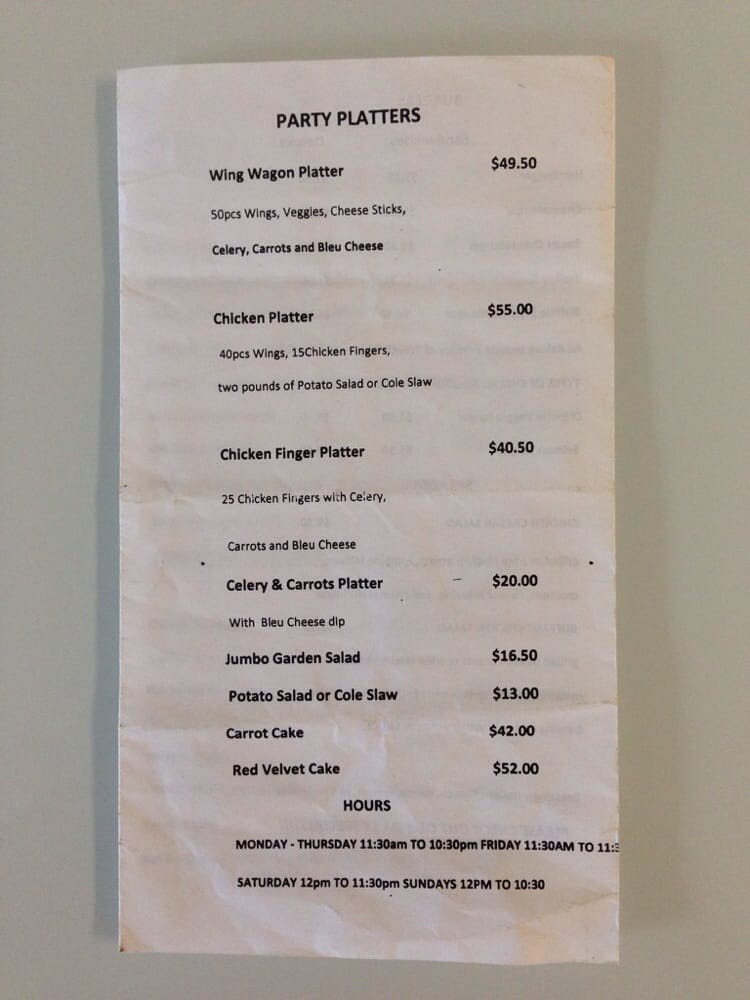 PARTY PLATTERS
Wing Wagon Platter $49.50
50pcs Wings, Veggies, Cheese Sticks,
Celery, Carrots and Bleu Cheese
Chicken Platter $55.00
40pcs Wings, 15Chicken Fingers,
two pounds of Potato Salad or Cole Slaw
Chicken Finger Platter $40.50
25 Chicken Fingers with Celery,
Carrots and Bleu Cheese
Celery & Carrots Platter $20.00
With Bleu Cheese dip
Jumbo Garden Salad $16.50
Potato Salad or Cole Slaw $13.00
Carrot Cake $42.00
Red Velvet Cake $52.00
HOURS
MONDAY - THURSDAY 11:30am TO 10:30pm FRIDAY 11:30AM TO 11:3
SATURDAY 12pm TO 11:30pm SUNDAYS 12PM TO 10:30